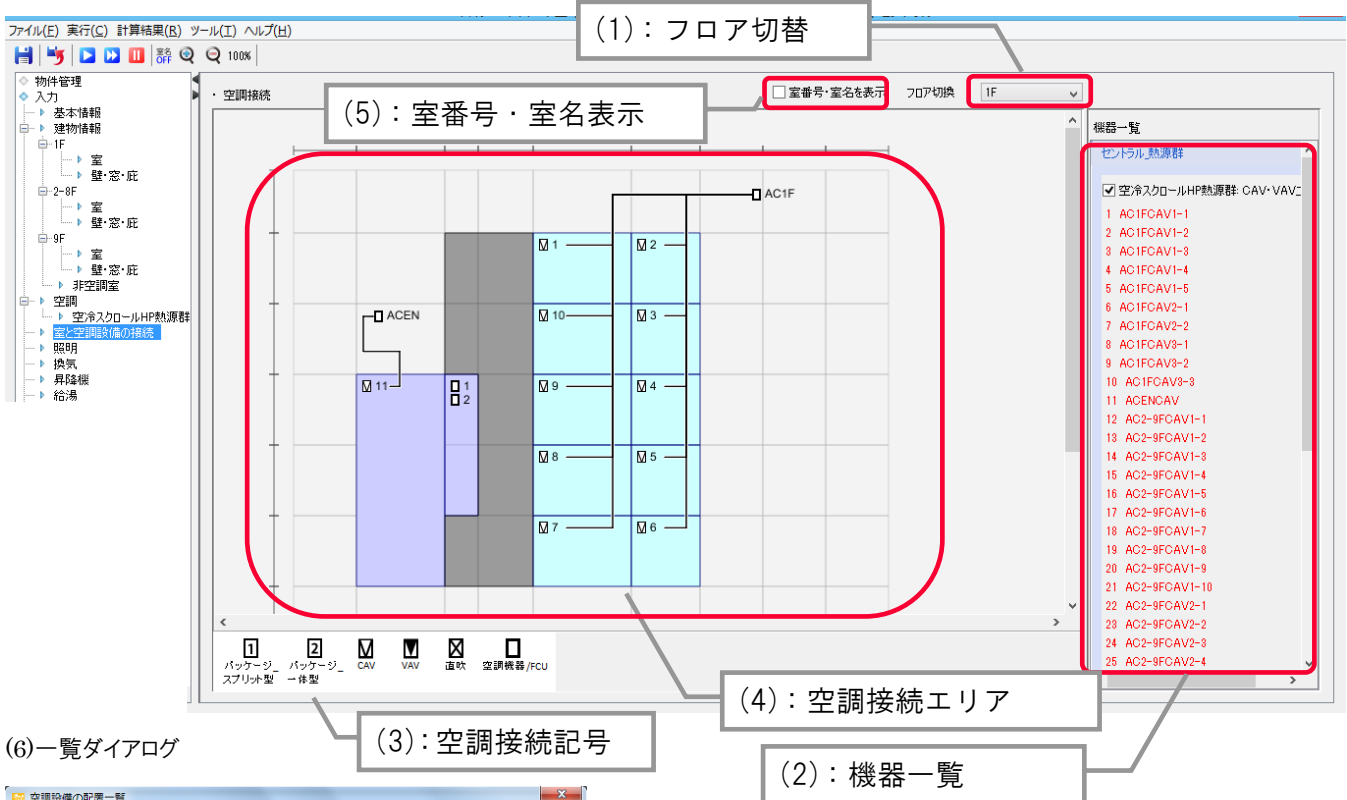 (1)：フロア切替
ファイル(F) 実行(C) 計算結果(R) ツール(T) ヘルプ(H)
室名OFF 100%
物件管理
入力
基本情報
建物情報
1F
室
壁・窓・庇
2-8F
室
壁・窓・庇
9F
室
壁・窓・庇
非空調室
空調
空冷スクロールHP熱源群
室と空調設備の接続
照明
換気
昇降機
給湯
・ 空調接続
(5)：室番号・室名表示
室番号・室名を表示
フロア切換
1F
AC1F
1
2
ACEN
10
3
11
1
2
9
4
8
5
7
6
機器一覧
セントラル_熱源群
空冷スクロールHP熱源群: CAV・VAV
1 AC1FCAV1-1
2 AC1FCAV1-2
3 AC1FCAV1-3
4 AC1FCAV1-4
5 AC1FCAV1-5
6 AC1FCAV2-1
7 AC1FCAV2-2
8 AC1FCAV3-1
9 AC1FCAV3-2
10 AC1FCAV3-3
11 ACENCAV
12 AC2-9FCAV1-1
13 AC2-9FCAV1-2
14 AC2-9FCAV1-3
15 AC2-9FCAV1-4
16 AC2-9FCAV1-5
17 AC2-9FCAV1-6
18 AC2-9FCAV1-7
19 AC2-9FCAV1-8
20 AC2-9FCAV1-9
21 AC2-9FCAV1-10
22 AC2-9FCAV2-1
23 AC2-9FCAV2-2
24 AC2-9FCAV2-3
25 AC2-9FCAV2-4
1
パッケージ_
スプリット型
2
パッケージ_
一体型
CAV
VAV
直吹
空調機器/FCU
(4)：空調接続エリア
(3)：空調接続記号
(2)：機器一覧
(6)一覧ダイアログ
空調設備の配置一覧